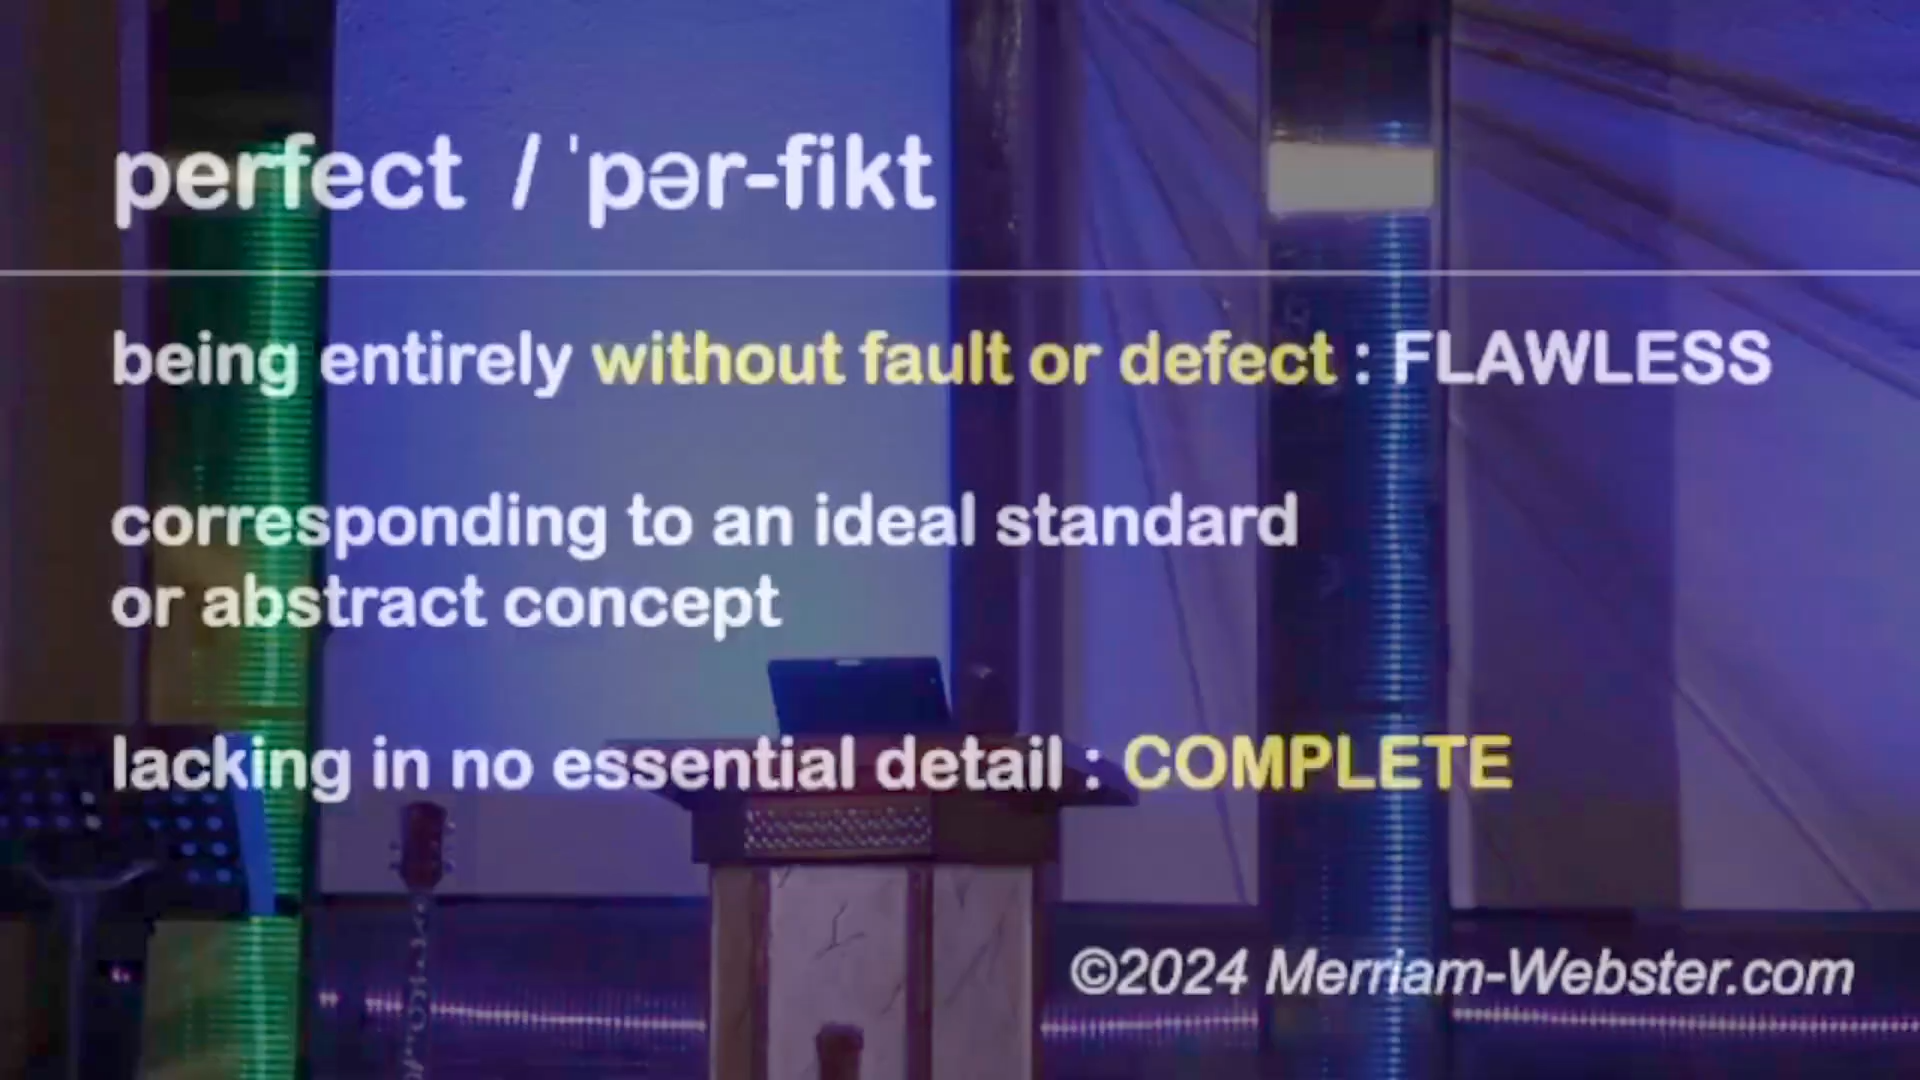 perfect / ˈpər-fikt
being entirely without fault or defect : FLAWLESS
corresponding to an ideal standard
or abstract concept
lacking in no essential detail : COMPLETE
©2024 Merriam-Webster.com